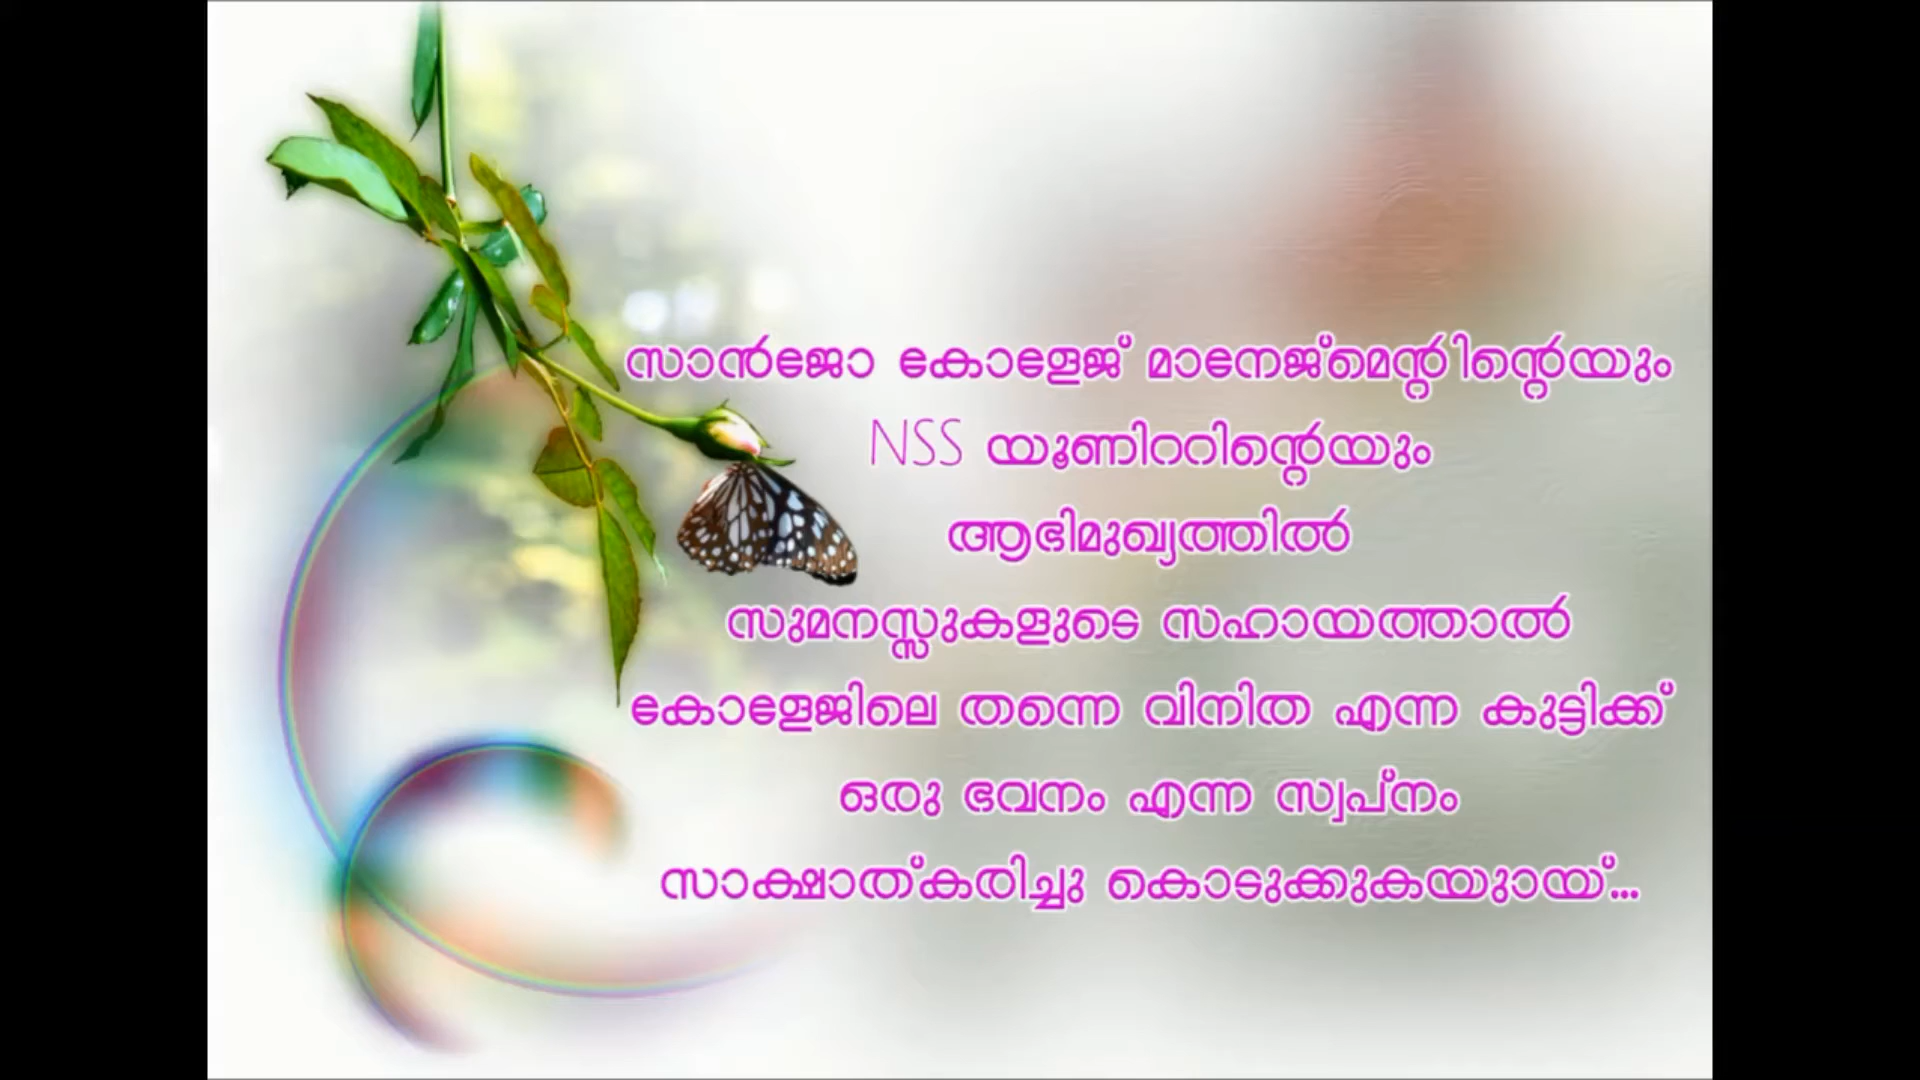 സാൻജോ കോളേജ് മാനേജ്മെന്റിന്റെയും
NSS യൂണിററിന്റെയും
ആഭിമുഖ്യത്തിൽ
സുമനസ്സുകളുടെ സഹായത്താൽ
കോളേജിലെ തന്നെ വിനിത എന്ന കുട്ടിക്ക്
ഒരു ഭവനം എന്ന സ്വപ്നം
സാക്ഷാത്കരിച്ചു കൊടുക്കുകയുായ്...